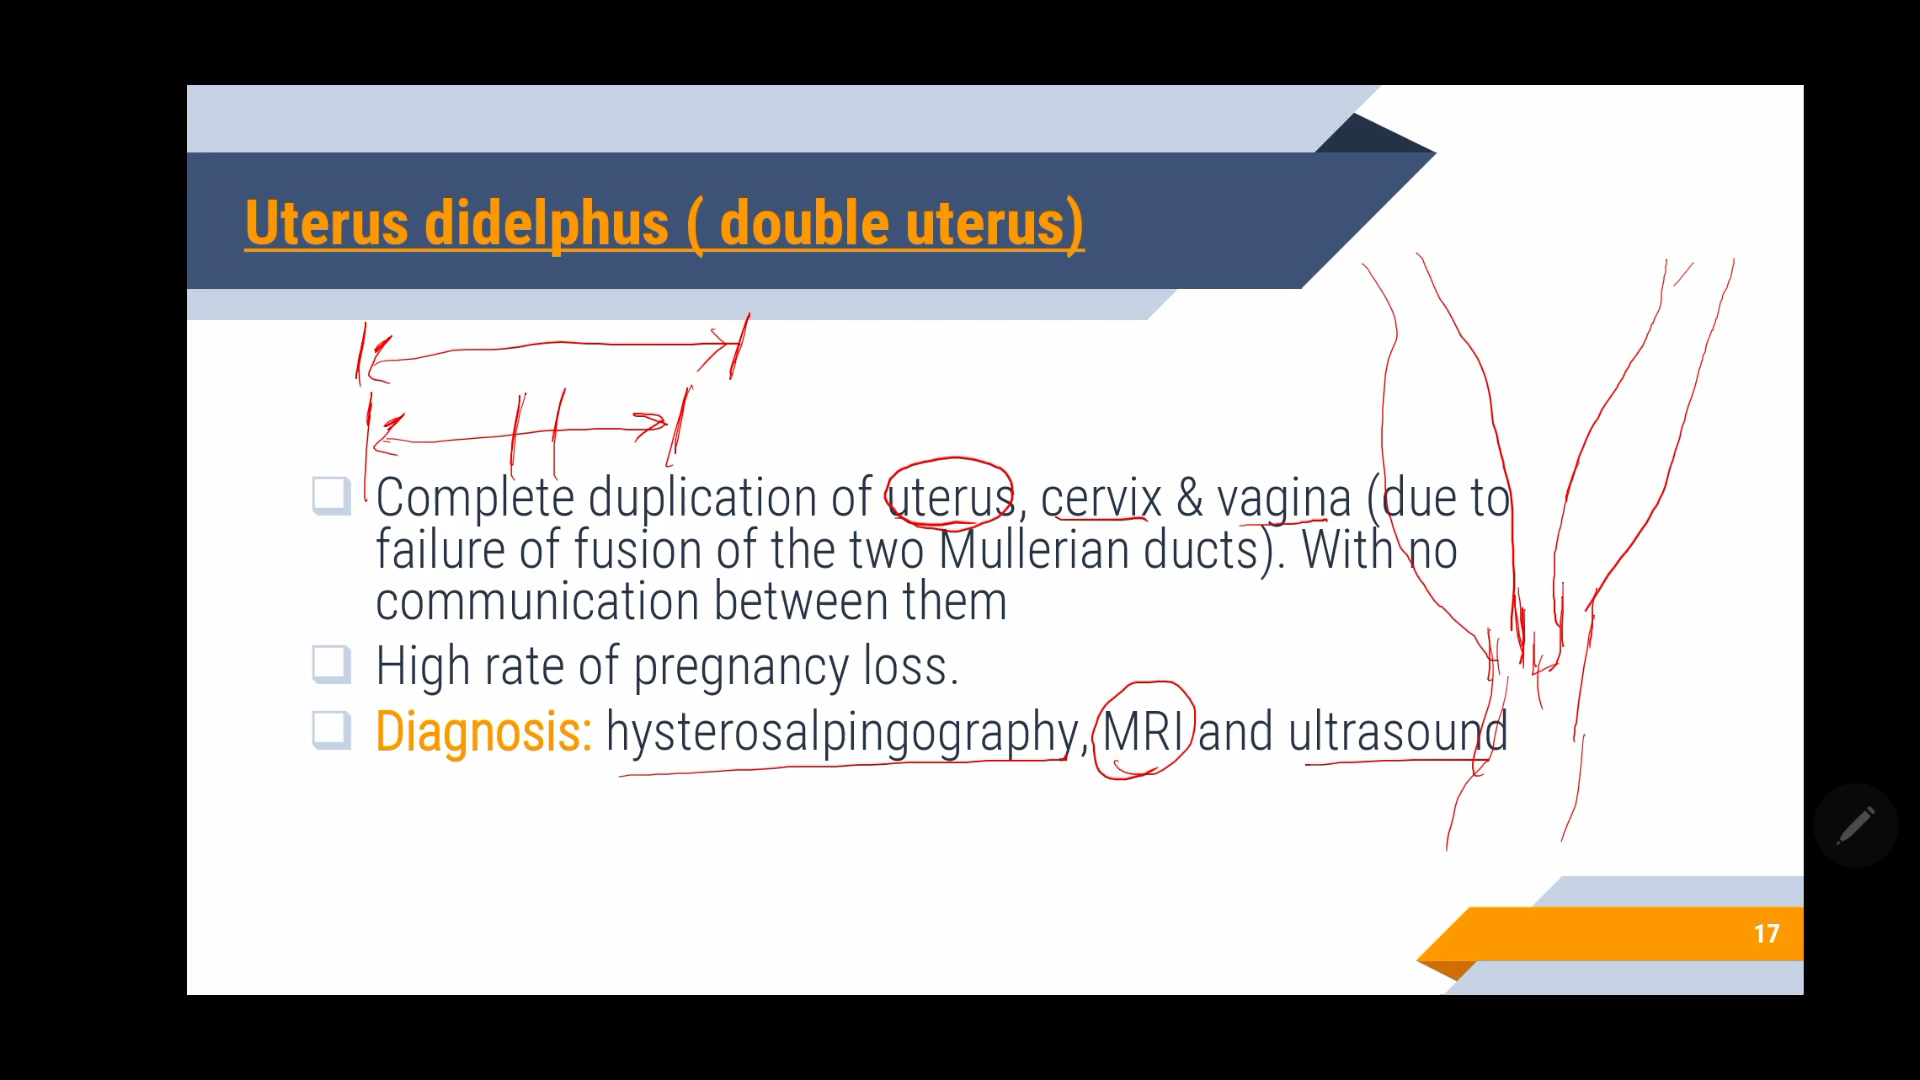 Uterus didelphus ( double uterus)
Complete duplication of uterus, cervix & vagina (due to
failure of fusion of the two Mullerian ducts). With no
communication between them
High rate of pregnancy loss.
Diagnosis: hysterosalpingography, MRI and ultrasound
17